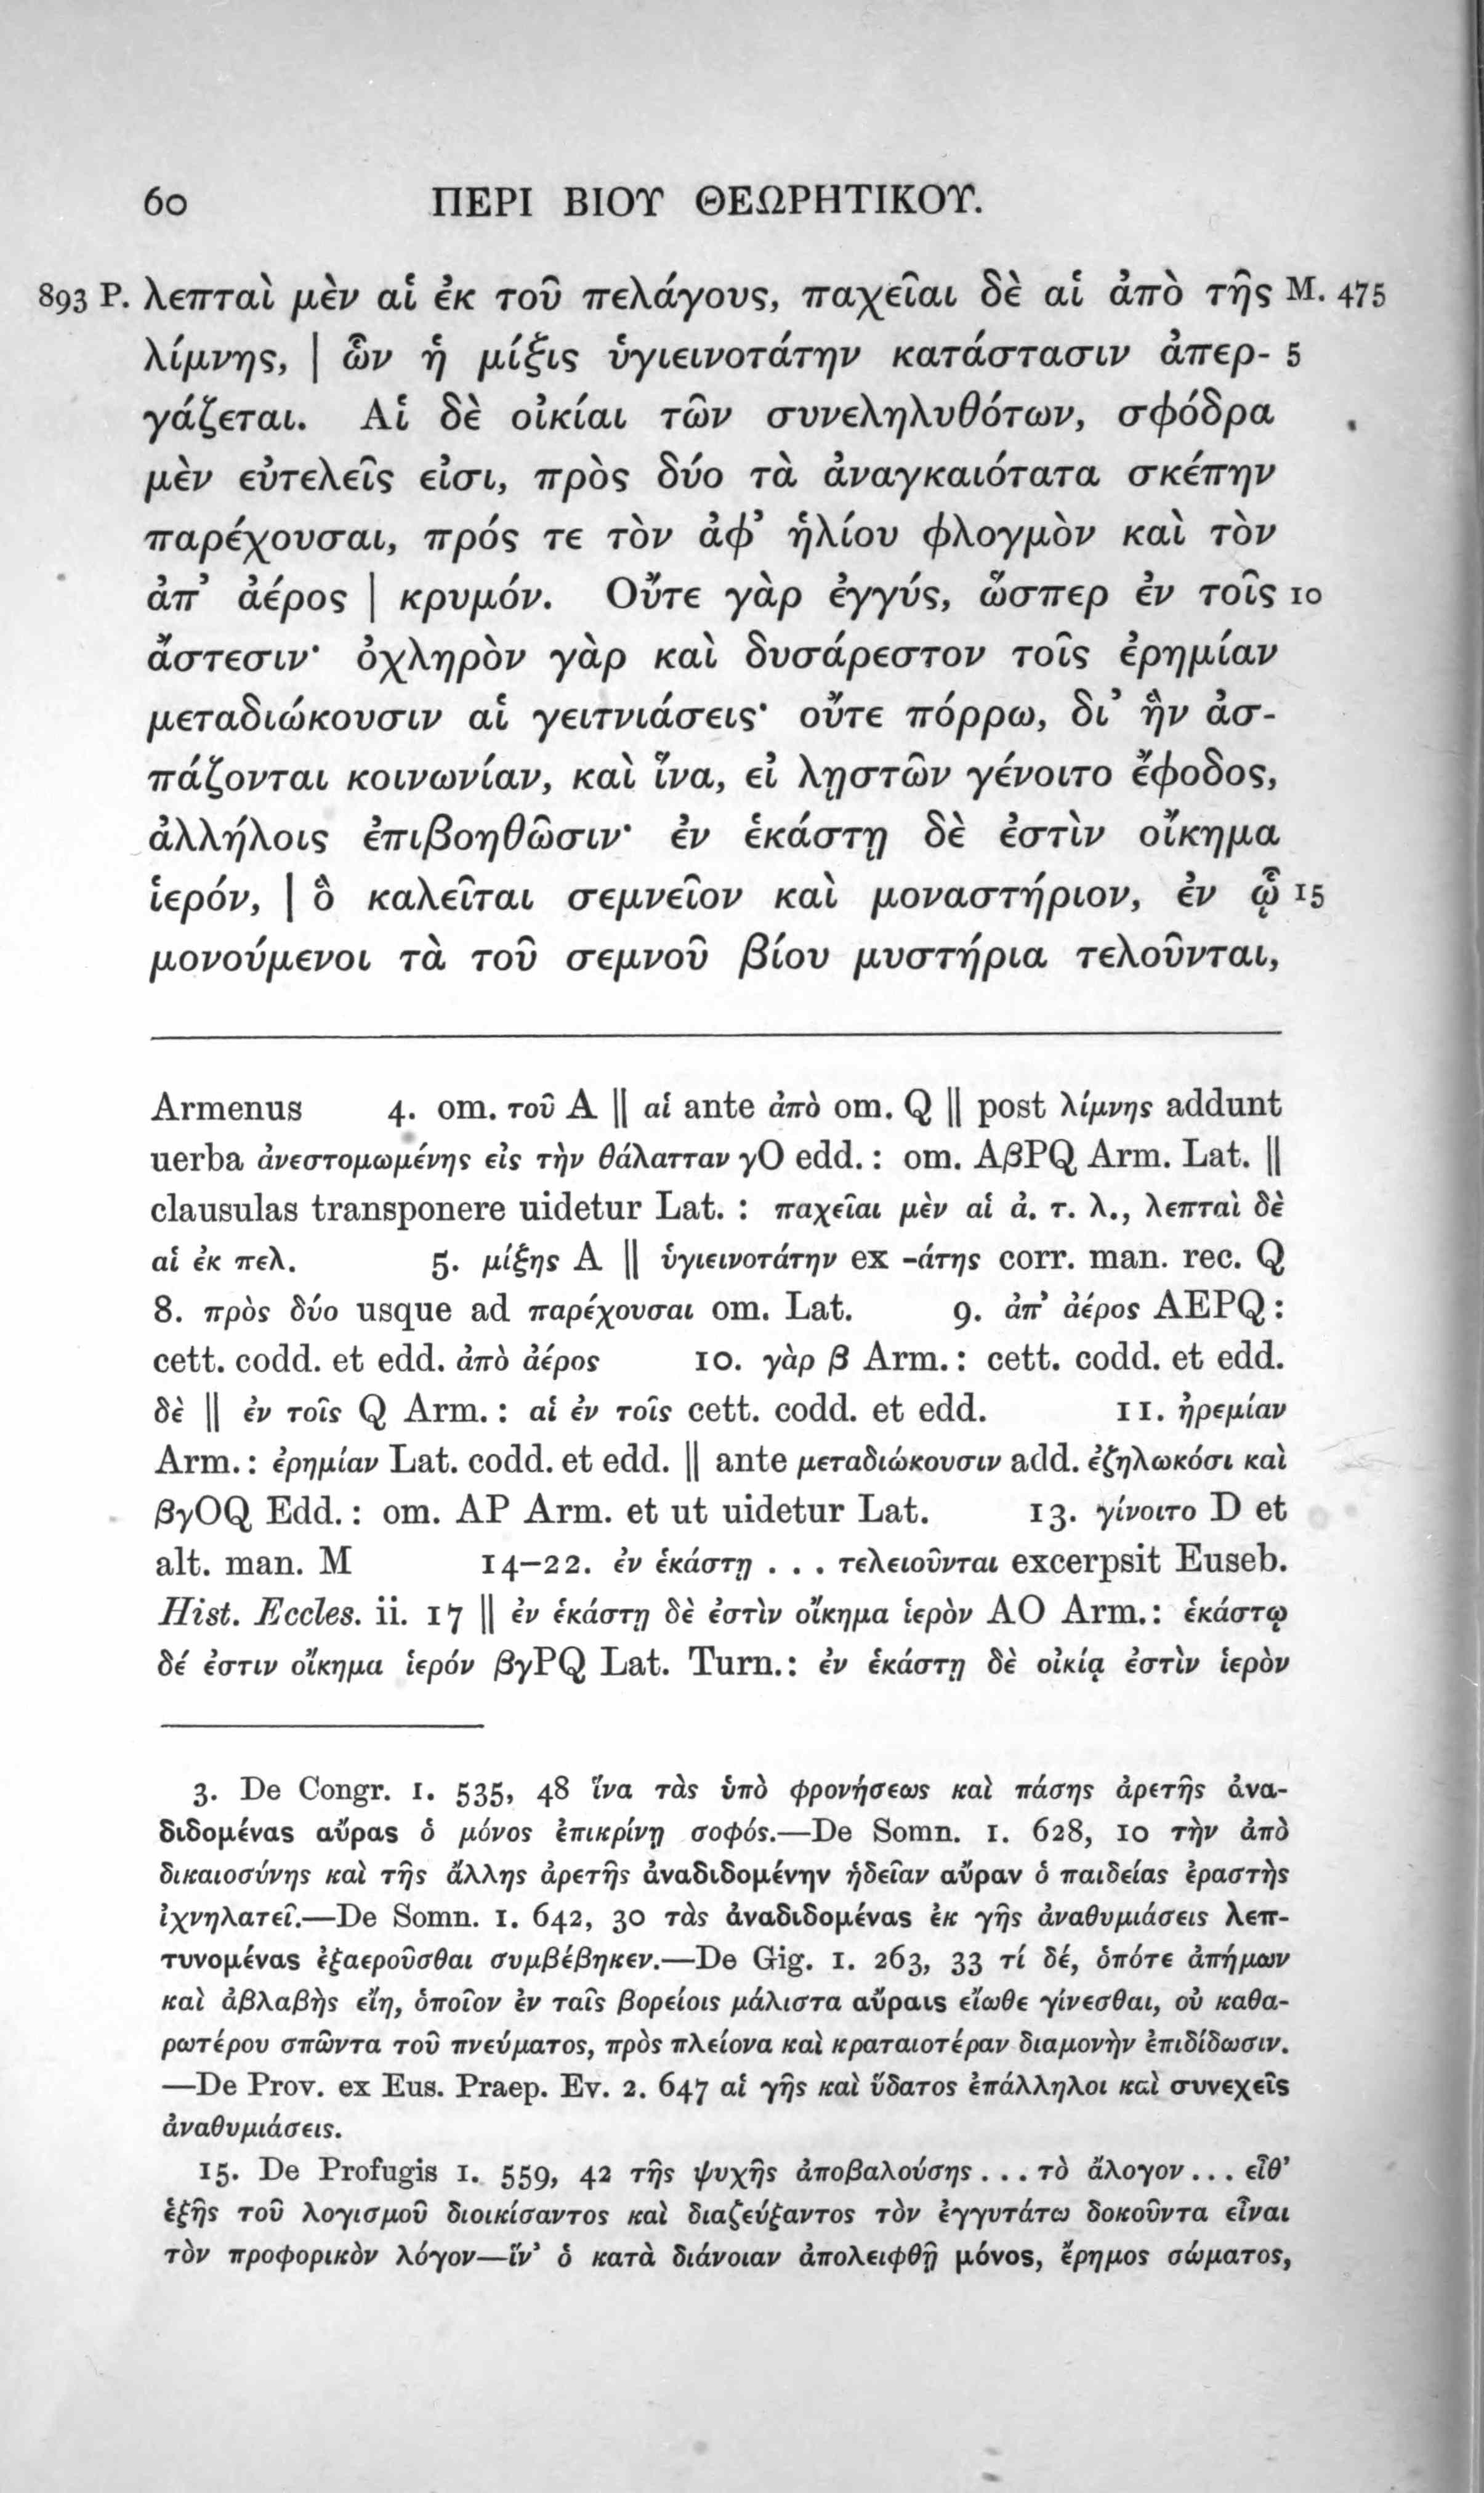 60 ΠΕΡΙ ΒΙΟΥ ΘΕΩΡΗΤΙΚΟΥ.
893 P. λεπταὶ μὲν αἱ ἐκ τοῦ πελάγους, παχεῖαι δὲ αἱ ἀπὸ τῆς M. 475
λίμνης, | ὧν ἡ μίξις ὑγιεινοτάτην κατάστασιν ἀπερ- 5
γάζεται. Αἱ δὲ οἰκίαι τῶν συνεληλυθότων, σφόδρα
μὲν εὐτελεῖς εἰσι, πρὸς δύο τὰ ἀναγκαιότατα σκέπην
παρέχουσαι, πρός τε τὸν ἀφ’ ἡλίου φλογμὸν καὶ τὸν
ἀπ’ ἀέρος | κρυμόν. Οὔτε γὰρ ἐγγύς, ὥσπερ ἐν τοῖς 10
ἄστεσιν· ὀχληρὸν γὰρ καὶ δυσάρεστον τοῖς ἐρημίαν
μεταδιώκουσιν αἱ γειτνιάσεις· οὔτε πόρρω, δι’ ἣν ἀσ-
πάζονται κοινωνίαν, καὶ ἵνα, εἰ λῃστῶν γένοιτο ἔφοδος,
ἀλλήλοις ἐπιβοηθῶσιν· ἐν ἑκάστῃ δὲ ἐστὶν οἴκημα
ἱερόν, | ὃ καλεῖται σεμνεῖον καὶ μοναστήριον, ἐν ᾧ 15
μονούμενοι τὰ τοῦ σεμνοῦ βίου μυστήρια τελοῦνται,
Armenus 4. om. τοῦ A || αἱ ante ἀπὸ om. Q || post λίμνης addunt
uerba ἀνεστομωμένης εἰς τὴν θάλατταν γO edd. : om. AβPQ Arm. Lat. ||
clausulas transponere uidetur Lat. : παχεῖαι μὲν αἱ ἀ. τ. λ., λεπταὶ δὲ
αἱ ἐκ πελ. 5. μίξης A || ὑγιεινοτάτην ex -άτης corr. man. rec. Q
8. πρὸς δύο usque ad παρέχουσαι om. Lat. 9. ἀπ’ ἀέρος AEPQ :
cett. codd. et edd. ἀπὸ ἀέρος 10. γὰρ β Arm. : cett. codd. et edd.
δὲ || ἐν τοῖς Q Arm. : αἱ ἐν τοῖς cett. codd. et edd. 11. ἠρεμίαν
Arm. : ἐρημίαν Lat. codd. et edd. || ante μεταδιώκουσιν add. ἐζηλωκόσι καὶ
βγOQ Edd. : om. AP Arm. et ut uidetur Lat. 13. γίνοιτο D et
alt. man. M 14–22. ἐν ἑκάστῃ . . . τελειοῦνται excerpsit Euseb.
Hist. Eccles. ii. 17 || ἐν ἑκάστῃ δὲ ἐστὶν οἴκημα ἱερὸν AO Arm. : ἑκάστῳ
δέ ἐστιν οἴκημα ἱερόν βγPQ Lat. Turn. : ἐν ἑκάστῃ δὲ οἰκίᾳ ἐστὶν ἱερὸν
3. De Congr. I. 535, 48 ἵνα τὰς ὑπὸ φρονήσεως καὶ πάσης ἀρετῆς ἀνα-
διδομένας αὔρας ὁ μόνος ἐπικρίνῃ σοφός.—De Somn. I. 628, 10 τὴν ἀπὸ
δικαιοσύνης καὶ τῆς ἄλλης ἀρετῆς ἀναδιδομένην ἡδεῖαν αὔραν ὁ παιδείας ἐραστὴς
ἰχνηλατεῖ.—De Somn. I. 642, 30 τὰς ἀναδιδομένας ἐκ γῆς ἀναθυμιάσεις λεπ-
τυνομένας ἐξαεροῦσθαι συμβέβηκεν.—De Gig. I. 263, 33 τί δέ, ὁπότε ἀπήμων
καὶ ἀβλαβὴς εἴη, ὁποῖον ἐν ταῖς βορείοις μάλιστα αὔραις εἴωθε γίνεσθαι, οὐ καθα-
ρωτέρου σπῶντα τοῦ πνεύματος, πρὸς πλείονα καὶ κραταιοτέραν διαμονὴν ἐπιδίδωσιν.
—De Prov. ex Eus. Praep. Ev. 2. 647 αἱ γῆς καὶ ὕδατος ἐπάλληλοι καὶ συνεχεῖς
ἀναθυμιάσεις.
15. De Profugis I. 559, 42 τῆς ψυχῆς ἀποβαλούσης . . . τὸ ἄλογον . . . εἶθ’
ἑξῆς τοῦ λογισμοῦ διοικίσαντος καὶ διαζεύξαντος τὸν ἐγγυτάτω δοκοῦντα εἶναι
τὸν προφορικὸν λόγον—ἵν’ ὁ κατὰ διάνοιαν ἀπολειφθῇ μόνος, ἔρημος σώματος,